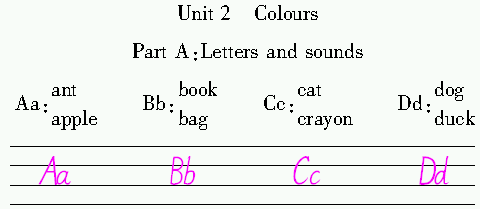 Unit 2 Colours
Part A:Letters and sounds
Aa: ant apple Bb: book bag Cc: cat crayon Dd: dog duck
Aa Bb Cc Dd